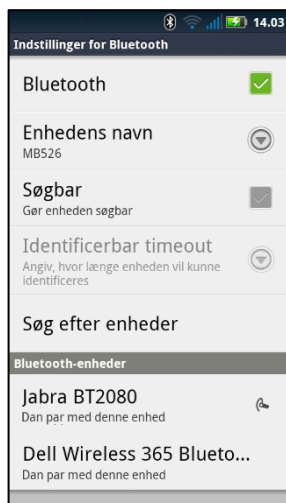 14.03
Indstillinger for Bluetooth
Bluetooth
Enhedens navn
MB526
Søgbar
Gør enheden søgbar
Identificerbar timeout
Angiv, hvor længe enheden vil kunne
identificeres
Søg efter enheder
Bluetooth-enheder
Jabra BT2080
Dan par med denne enhed
Dell Wireless 365 Blueto...
Dan par med denne enhed